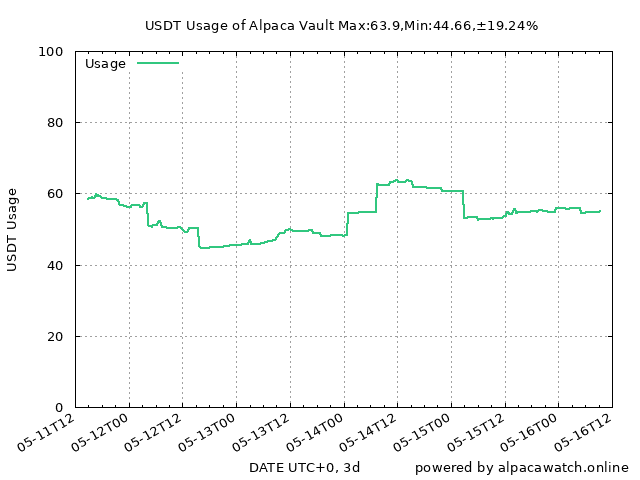 USDT Usage of Alpaca Vault Max:63.9,Min:44.66,±19.24%
Usage
USDT Usage
100
80
60
40
20
0
05-11T12
05-12T00
05-12T12
05-13T00
05-13T12
05-14T00
05-14T12
05-15T00
05-15T12
05-16T00
05-16T12
DATE UTC+0, 3d
powered by alpacawatch.online